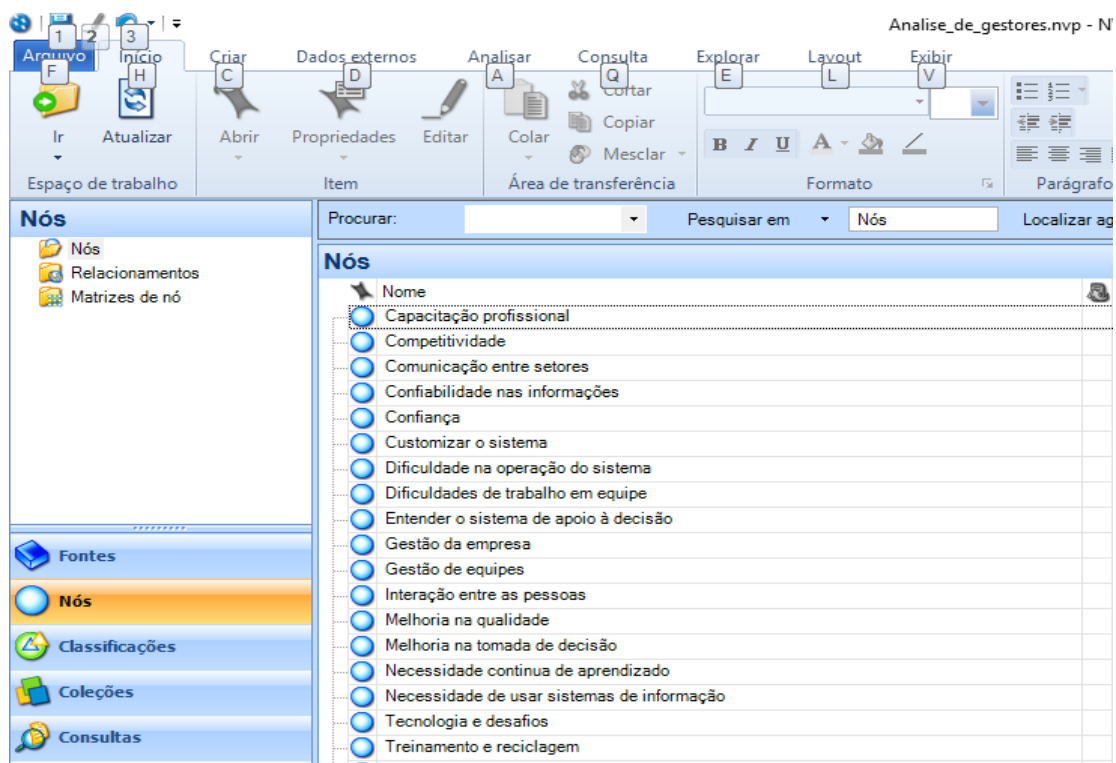 Analise_de_gestores.nvp - N
1 2 3
Arquivo Início Criar Dados externos Analisar Consulta Explorar Layout Exibir
F H C D A Q E L V
Ir Atualizar Abrir Propriedades Editar Colar
Cortar
Copiar
Mesclar
B I U A
Espaço de trabalho Item Área de transferência Formato Parágrafo
Nós
Nós
Relacionamentos
Matrizes de nó
Fontes
Nós
Classificações
Coleções
Consultas
Procurar: Pesquisar em Nós Localizar ag
Nós
Nome
Capacitação profissional
Competitividade
Comunicação entre setores
Confiabilidade nas informações
Confiança
Customizar o sistema
Dificuldade na operação do sistema
Dificuldades de trabalho em equipe
Entender o sistema de apoio à decisão
Gestão da empresa
Gestão de equipes
Interação entre as pessoas
Melhoria na qualidade
Melhoria na tomada de decisão
Necessidade continua de aprendizado
Necessidade de usar sistemas de informação
Tecnologia e desafios
Treinamento e reciclagem